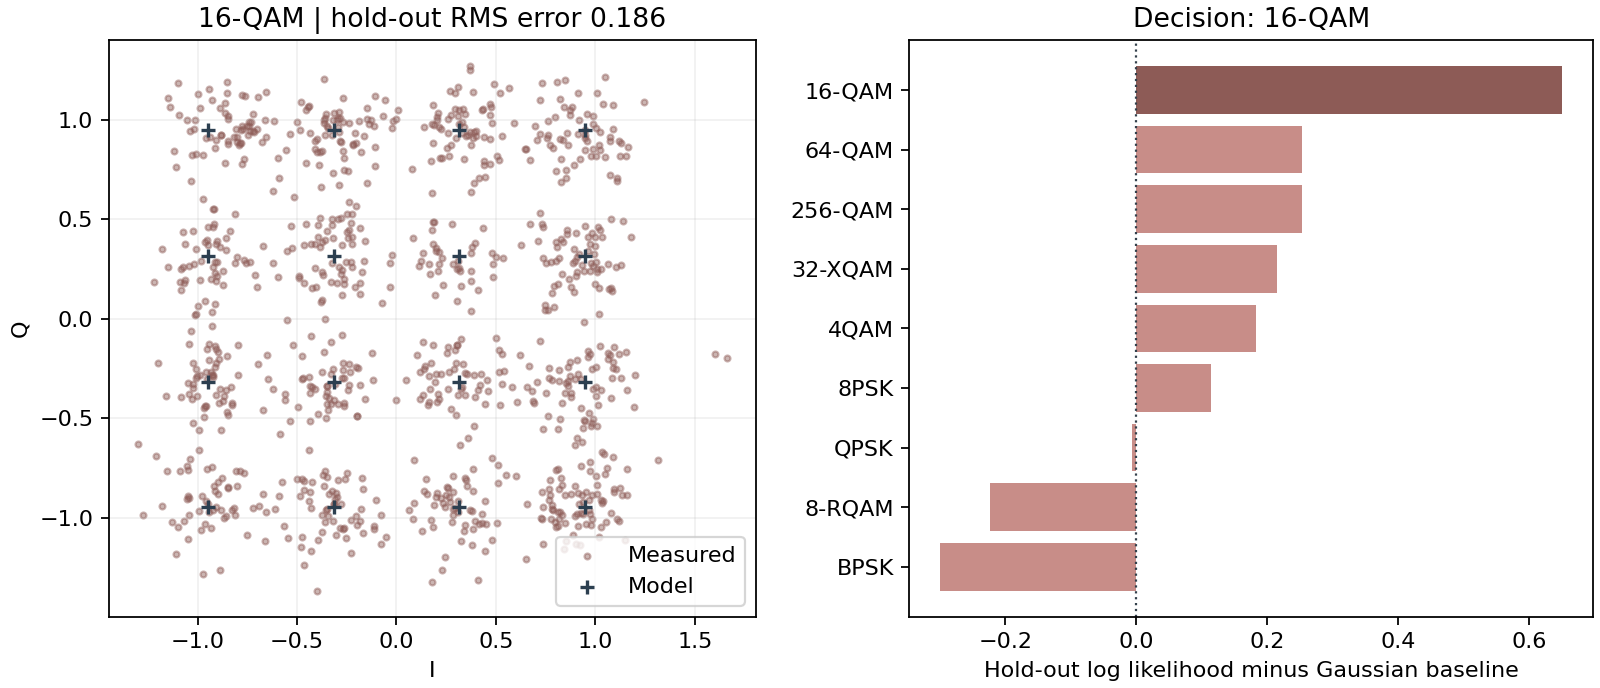 16-QAM | hold-out RMS error 0.186
1.0
0.5
0.0
−0.5
−1.0
Q
−1.0
−0.5
0.0
0.5
1.0
1.5
I
Measured
Model
Decision: 16-QAM
16-QAM
64-QAM
256-QAM
32-XQAM
4QAM
8PSK
QPSK
8-RQAM
BPSK
−0.2
0.0
0.2
0.4
0.6
Hold-out log likelihood minus Gaussian baseline